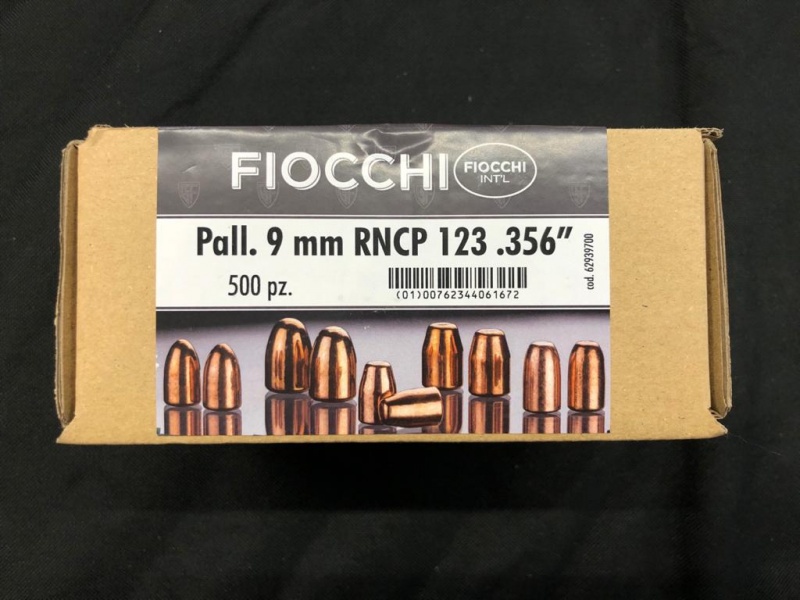 FIOCCHI
FIOCCHI
INT'L
Pall. 9 mm RNCP 123 .356”
500 pz.
(01)00762344061672
cod. 62939700